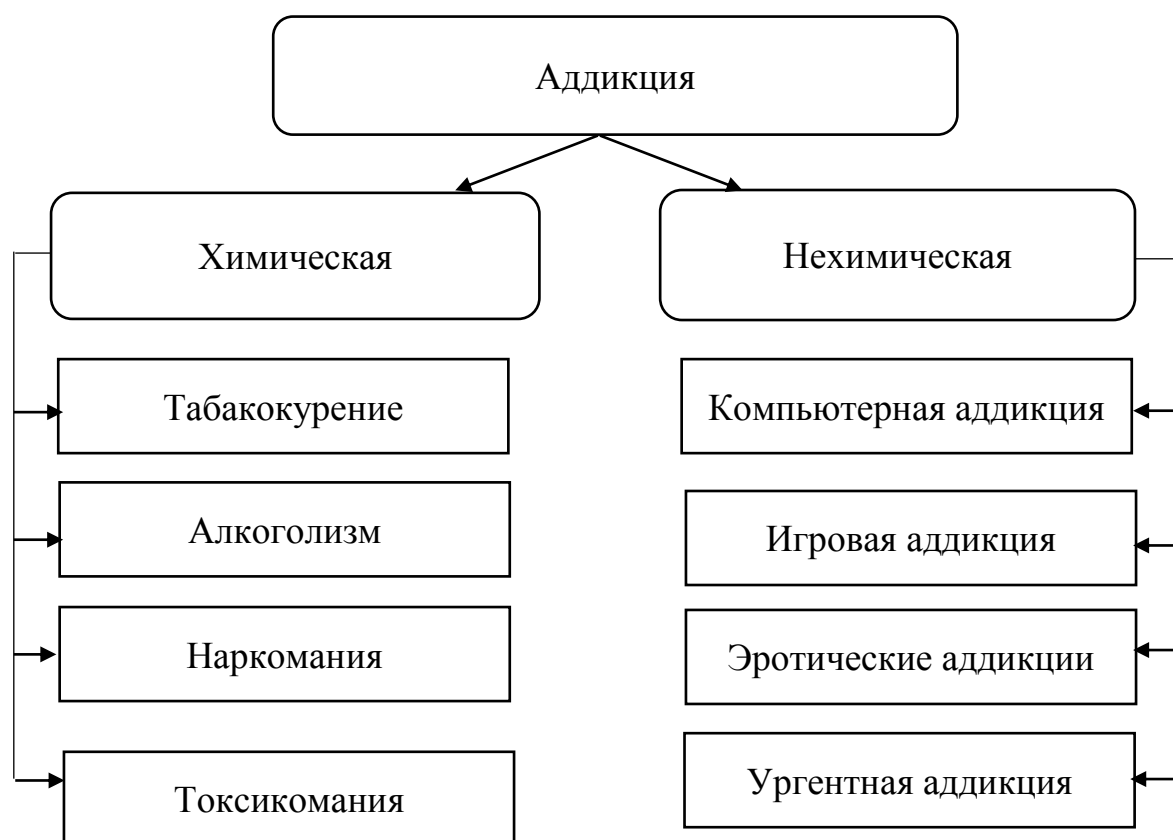 Аддикция
Химическая
Нехимическая
Табакокурение
Компьютерная аддикция
Алкоголизм
Игровая аддикция
Наркомания
Эротические аддикции
Токсикомания
Ургентная аддикция